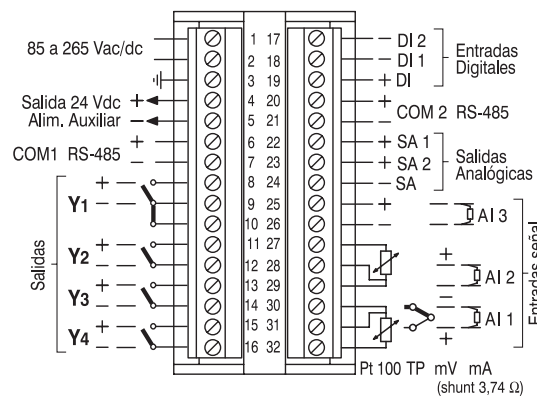 85 a 265 Vac/dc
Salida 24 Vdc +
Alim. Auxiliar −
COM1 RS-485 + −
Salidas
Y1 + −
Y2 + −
Y3 + −
Y4 + −
1 17
2 18
3 19
4 20
5 21
6 22
7 23
8 24
9 25
10 26
11 27
12 28
13 29
14 30
15 31
16 32
− DI 2
− DI 1
+ DI
Entradas
Digitales
+
COM 2 RS-485
−
+ SA 1
+ SA 2
− SA
Salidas
Analógicas
+
− AI 3
+
AI 2
−
+ − AI 1
− +
Entradas señal
Pt 100 TP mV mA
(shunt 3,74 Ω)